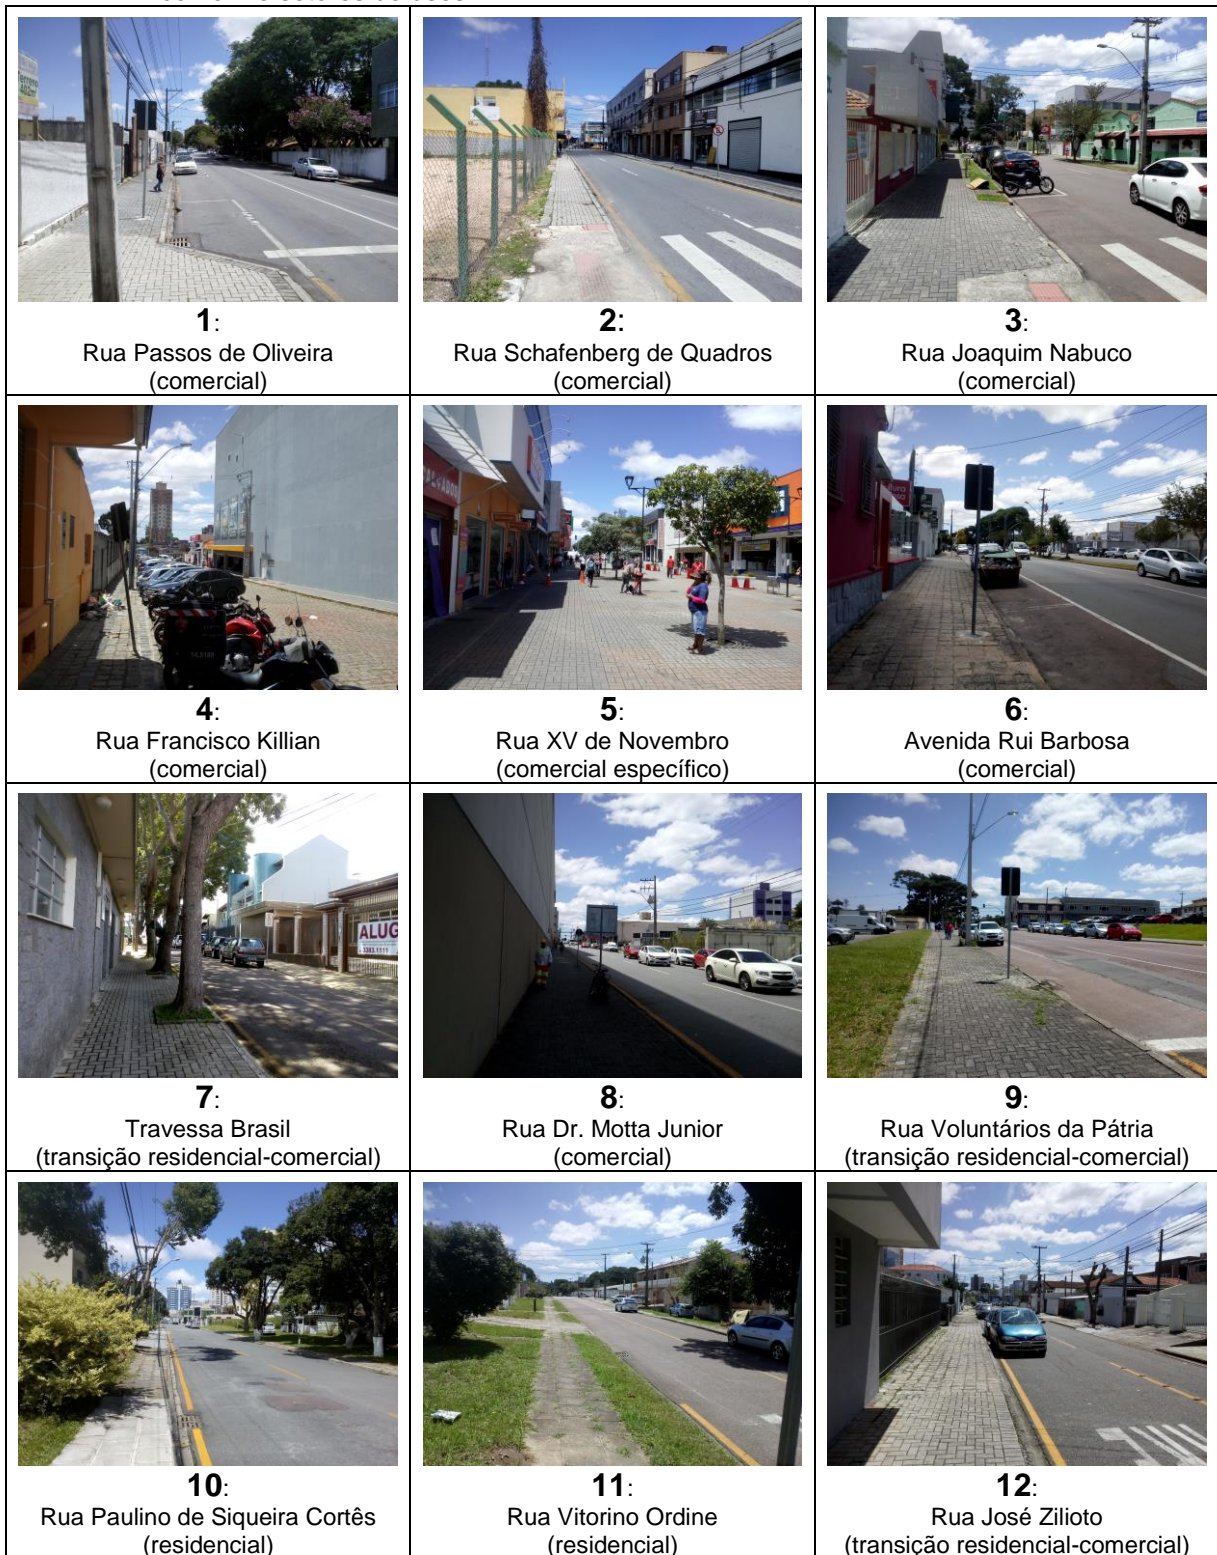 1:
Rua Passos de Oliveira
(comercial)
2:
Rua Schafenberg de Quadros
(comercial)
3:
Rua Joaquim Nabuco
(comercial)
4:
Rua Francisco Killian
(comercial)
5:
Rua XV de Novembro
(comercial específico)
6:
Avenida Rui Barbosa
(comercial)
ALUG
7:
Travessa Brasil
(transição residencial-comercial)
8:
Rua Dr. Motta Junior
(comercial)
9:
Rua Voluntários da Pátria
(transição residencial-comercial)
10:
Rua Paulino de Siqueira Cortês
(residencial)
11:
Rua Vitorino Ordine
(residencial)
12:
Rua José Zilioto
(transição residencial-comercial)